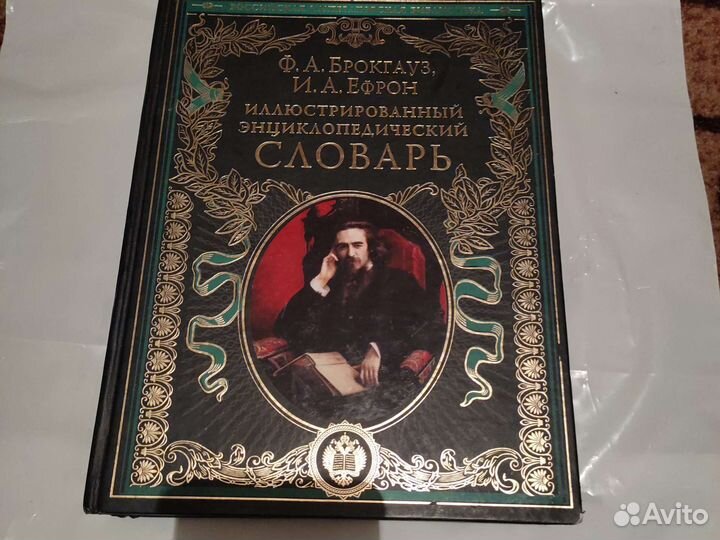 Ф. А. БРОКГАУЗ,
И. А. ЕФРОН
ИЛЛЮСТРИРОВАННЫЙ
ЭНЦИКЛОПЕДИЧЕСКИЙ
СЛОВАРЬ
Avito